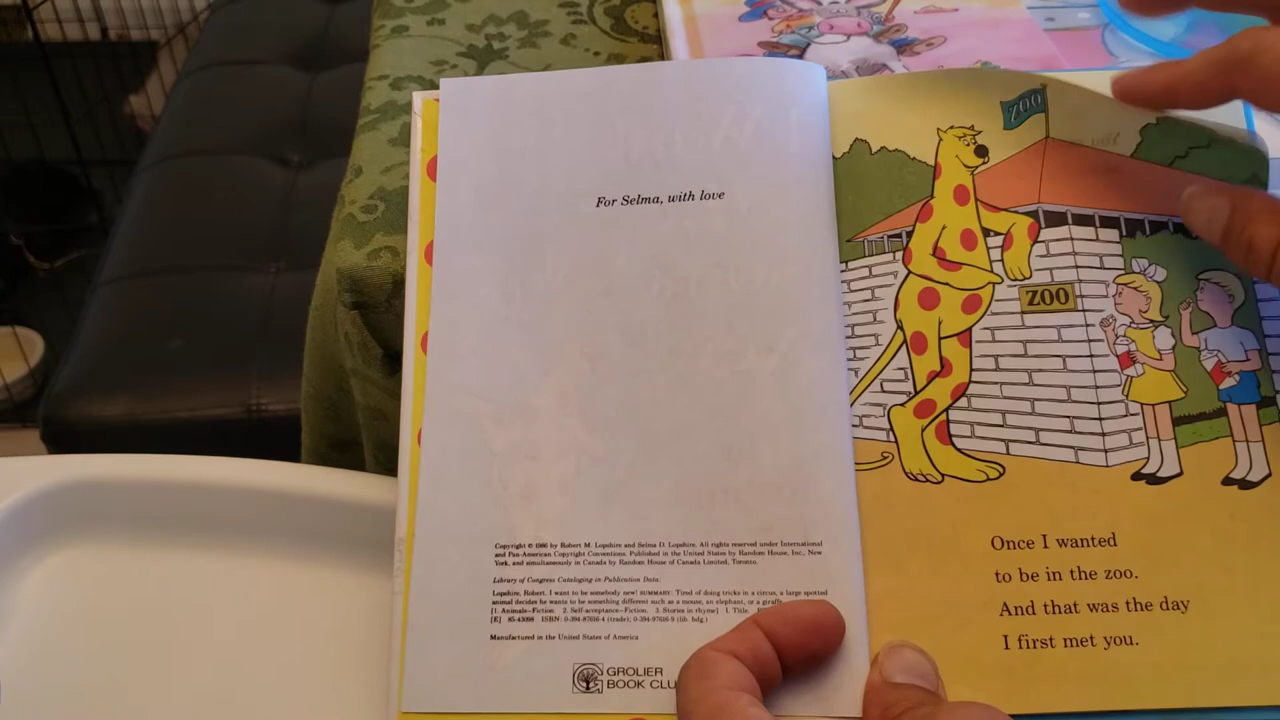 For Selma, with love
Copyright © 1986 by Robert M. Lopshire and Selma D. Lopshire. All rights reserved under International
and Pan-American Copyright Conventions. Published in the United States by Random House, Inc., New
York, and simultaneously in Canada by Random House of Canada Limited, Toronto.
Library of Congress Cataloging in Publication Data:
Lopshire, Robert. I want to be somebody new! SUMMARY: Tired of doing tricks in a circus, a large spotted
animal decides he wants to be something different such as a mouse, an elephant, or a giraffe.
[1. Animals—Fiction. 2. Self-acceptance—Fiction. 3. Stories in rhyme] I. Title.
[E] 85-43098 ISBN: 0-394-87616-4 (trade); 0-394-97616-9 (lib. bdg.)
Manufactured in the United States of America
GROLIER
BOOK CLU
ZOO
ZOO
Once I wanted
to be in the zoo.
And that was the day
I first met you.